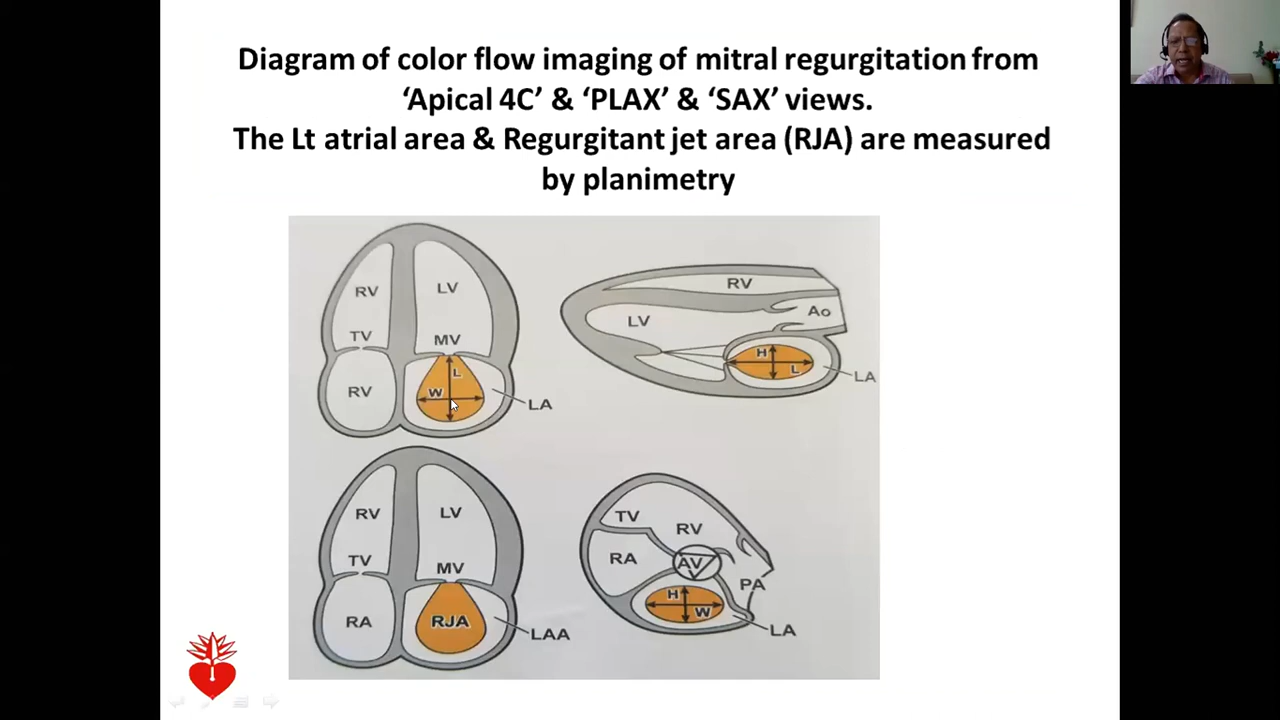 Diagram of color flow imaging of mitral regurgitation from
‘Apical 4C’ & ‘PLAX’ & ‘SAX’ views.
The Lt atrial area & Regurgitant jet area (RJA) are measured
by planimetry
RV
LV
TV
MV
RV
L
W
LA
RV
LV
Ao
H
L
LA
RV
LV
TV
MV
RA
RJA
LAA
TV
RV
RA
AV
PA
H
W
LA